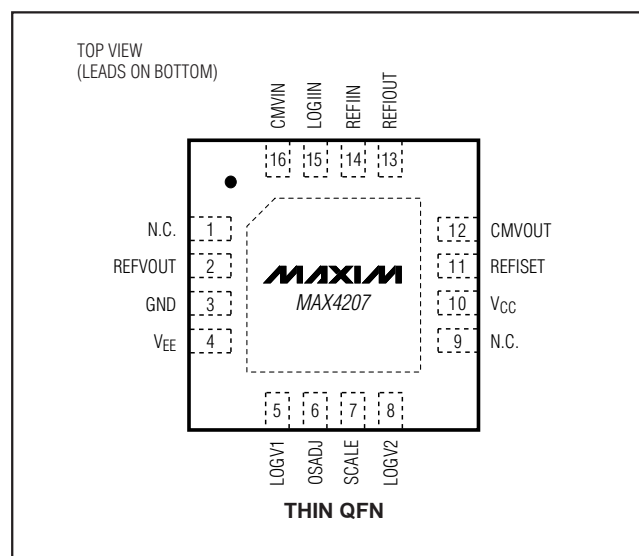 TOP VIEW
(LEADS ON BOTTOM)
CMVIN
LOGIIN
REFIIN
REFIOUT
16
15
14
13
N.C. 1
REFVOUT 2
GND 3
VEE 4
12 CMVOUT
11 REFISET
10 VCC
9 N.C.
MAXIM
MAX4207
5
6
7
8
LOGV1
OSADJ
SCALE
LOGV2
THIN QFN